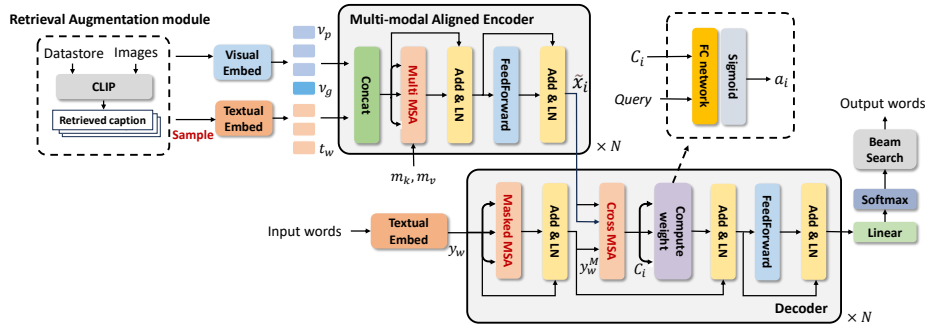 Retrieval Augmentation module
Datastore
Images
CLIP
Retrieved caption
Sample
Visual
Embed
Textual
Embed
v_p
v_g
t_w
Multi-modal Aligned Encoder
Concat
Multi MSA
Add & LN
FeedForward
Add & LN
m_k, m_v
x̃_i
× N
C_i
Query
FC network
Sigmoid
a_i
Input words
Textual
Embed
y_w
Masked MSA
Add & LN
y_w^M
Cross MSA
C_i
Compute
weight
Add & LN
FeedForward
Add & LN
Decoder
× N
Output words
Beam
Search
Softmax
Linear